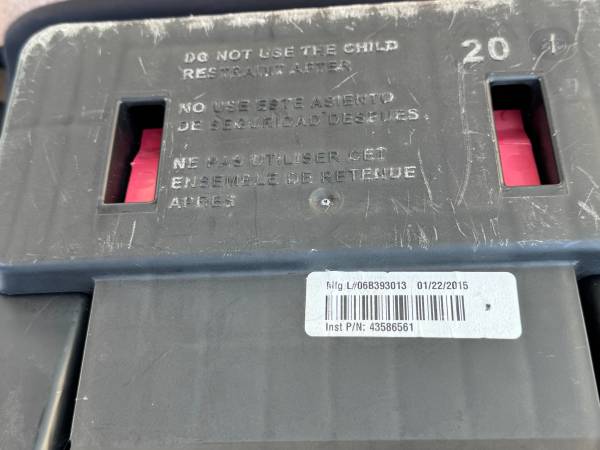 DO NOT USE THE CHILD
RESTRAINT AFTER
20
NO USE ESTE ASIENTO
DE SEGURIDAD DESPUES
NE PAS UTILISER CET
ENSEMBLE DE RETENUE
APRES
Mfg L#06B393013 01/22/2015
Inst P/N: 43586561